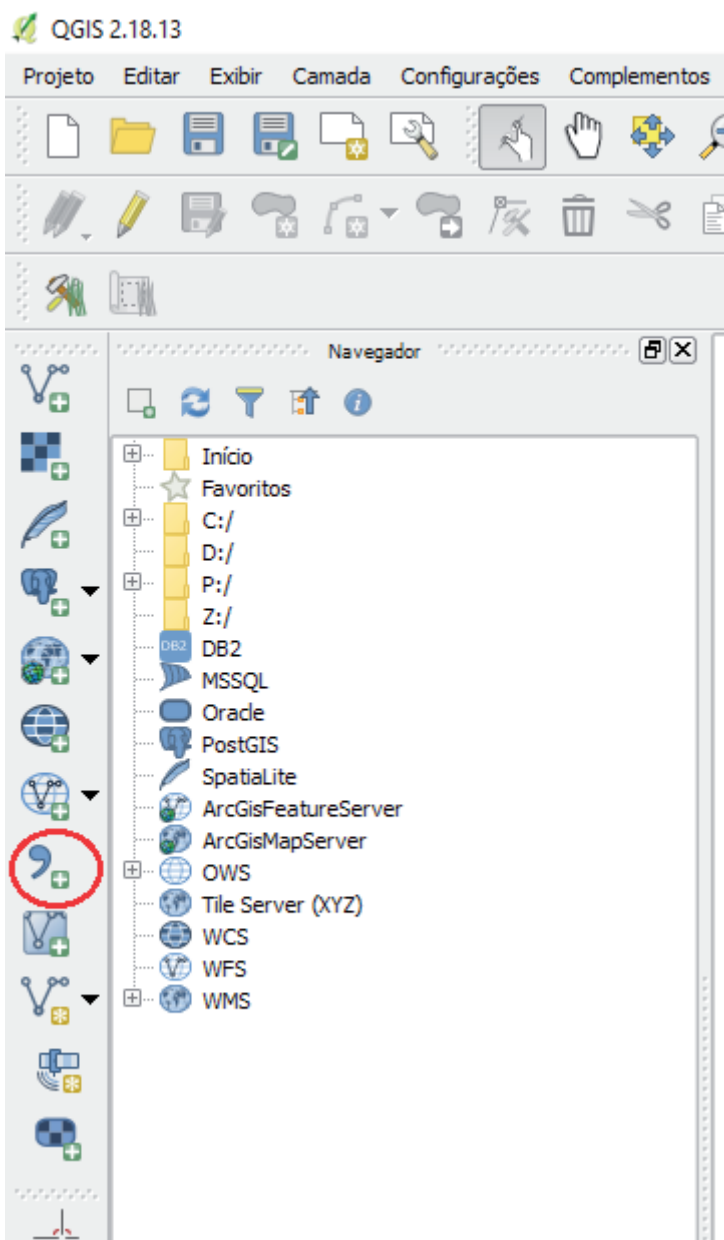 QGIS 2.18.13
Projeto Editar Exibir Camada Configurações Complementos
Navegador
Início
Favoritos
C:/
D:/
P:/
Z:/
DB2 DB2
MSSQL
Oracle
PostGIS
SpatiaLite
ArcGisFeatureServer
ArcGisMapServer
OWS
Tile Server (XYZ)
WCS
WFS
WMS